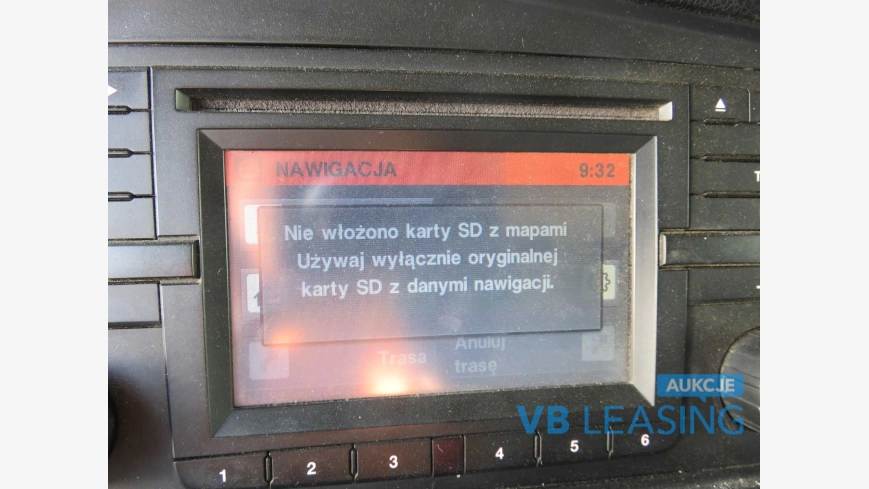 NAWIGACJA 9:32
Nie włożono karty SD z mapami
Używaj wyłącznie oryginalnej
karty SD z danymi nawigacji.
Trasa
Anuluj
trasę
AUKCJE
VB LEASING
1 2 3 4 5 6
T